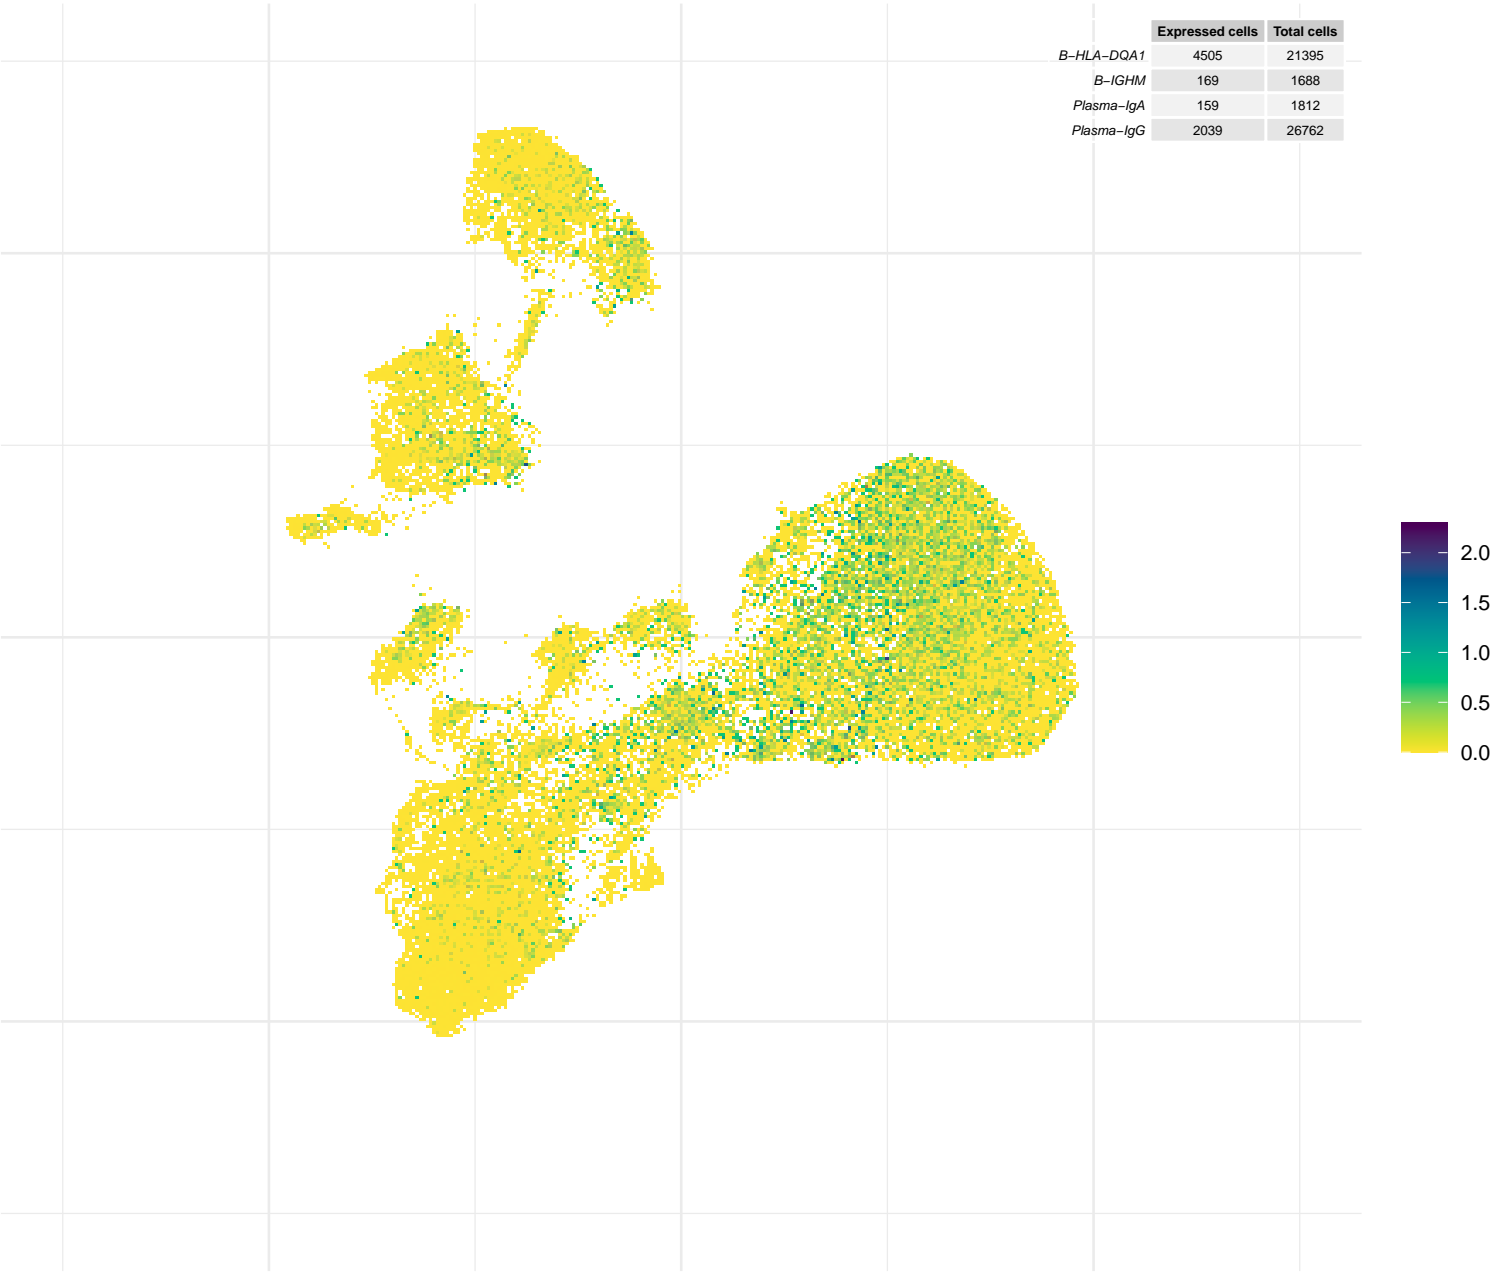 Expressed cells Total cells
B−HLA−DQA1 4505 21395
B−IGHM 169 1688
Plasma−IgA 159 1812
Plasma−IgG 2039 26762
2.0
1.5
1.0
0.5
0.0